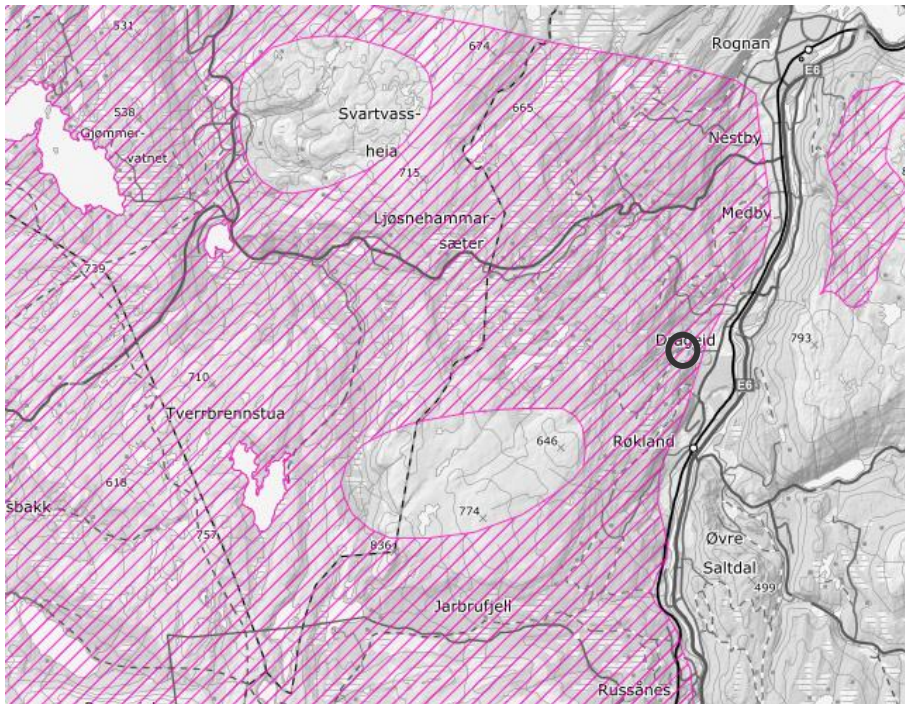 531
674
Rognan
E6
Svartvass-
heia
665
538
Gjømmer-
vatnet
Nestby
715
Ljøsnehammar-
sæter
Medby
739
793
710
E6
Tverrbrennstua
Røkland
646
618
sbakk
774
757
836
Øvre
Saltdal
499
Jarbrufjell
Russånes